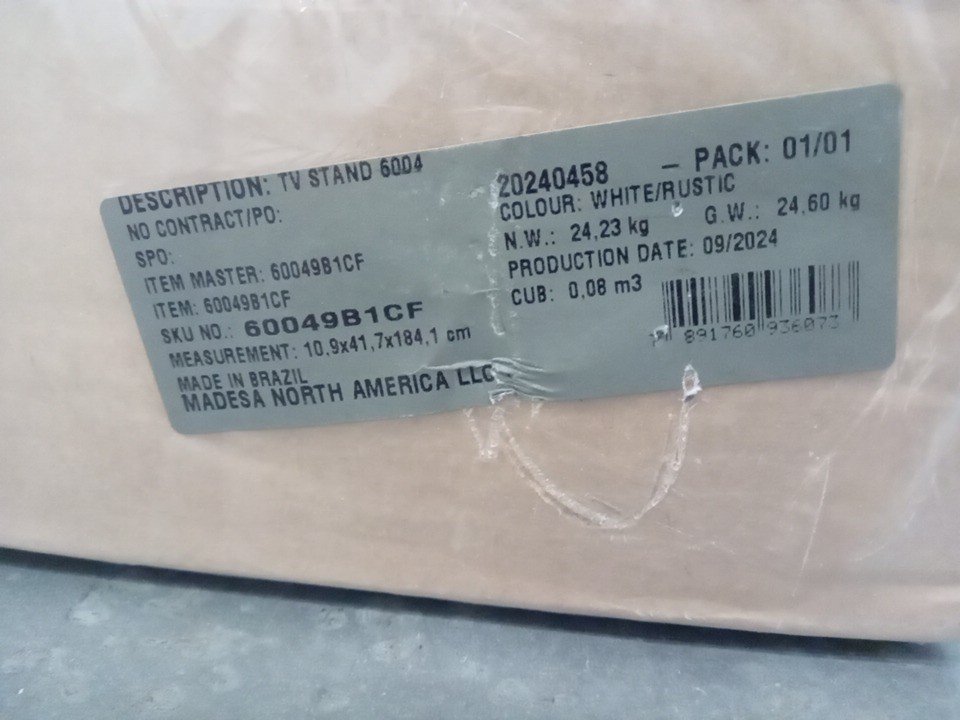 DESCRIPTION: TV STAND 6004
NO CONTRACT/PO:
SPO:
ITEM MASTER: 60049B1CF
ITEM: 60049B1CF
SKU NO.: 60049B1CF
MEASUREMENT: 10,9x41,7x184,1 cm
MADE IN BRAZIL
MADESA NORTH AMERICA LLC
20240458 – PACK: 01/01
COLOUR: WHITE/RUSTIC
N.W.: 24,23 kg G.W.: 24,60 kg
PRODUCTION DATE: 09/2024
CUB: 0,08 m3
891760 936073